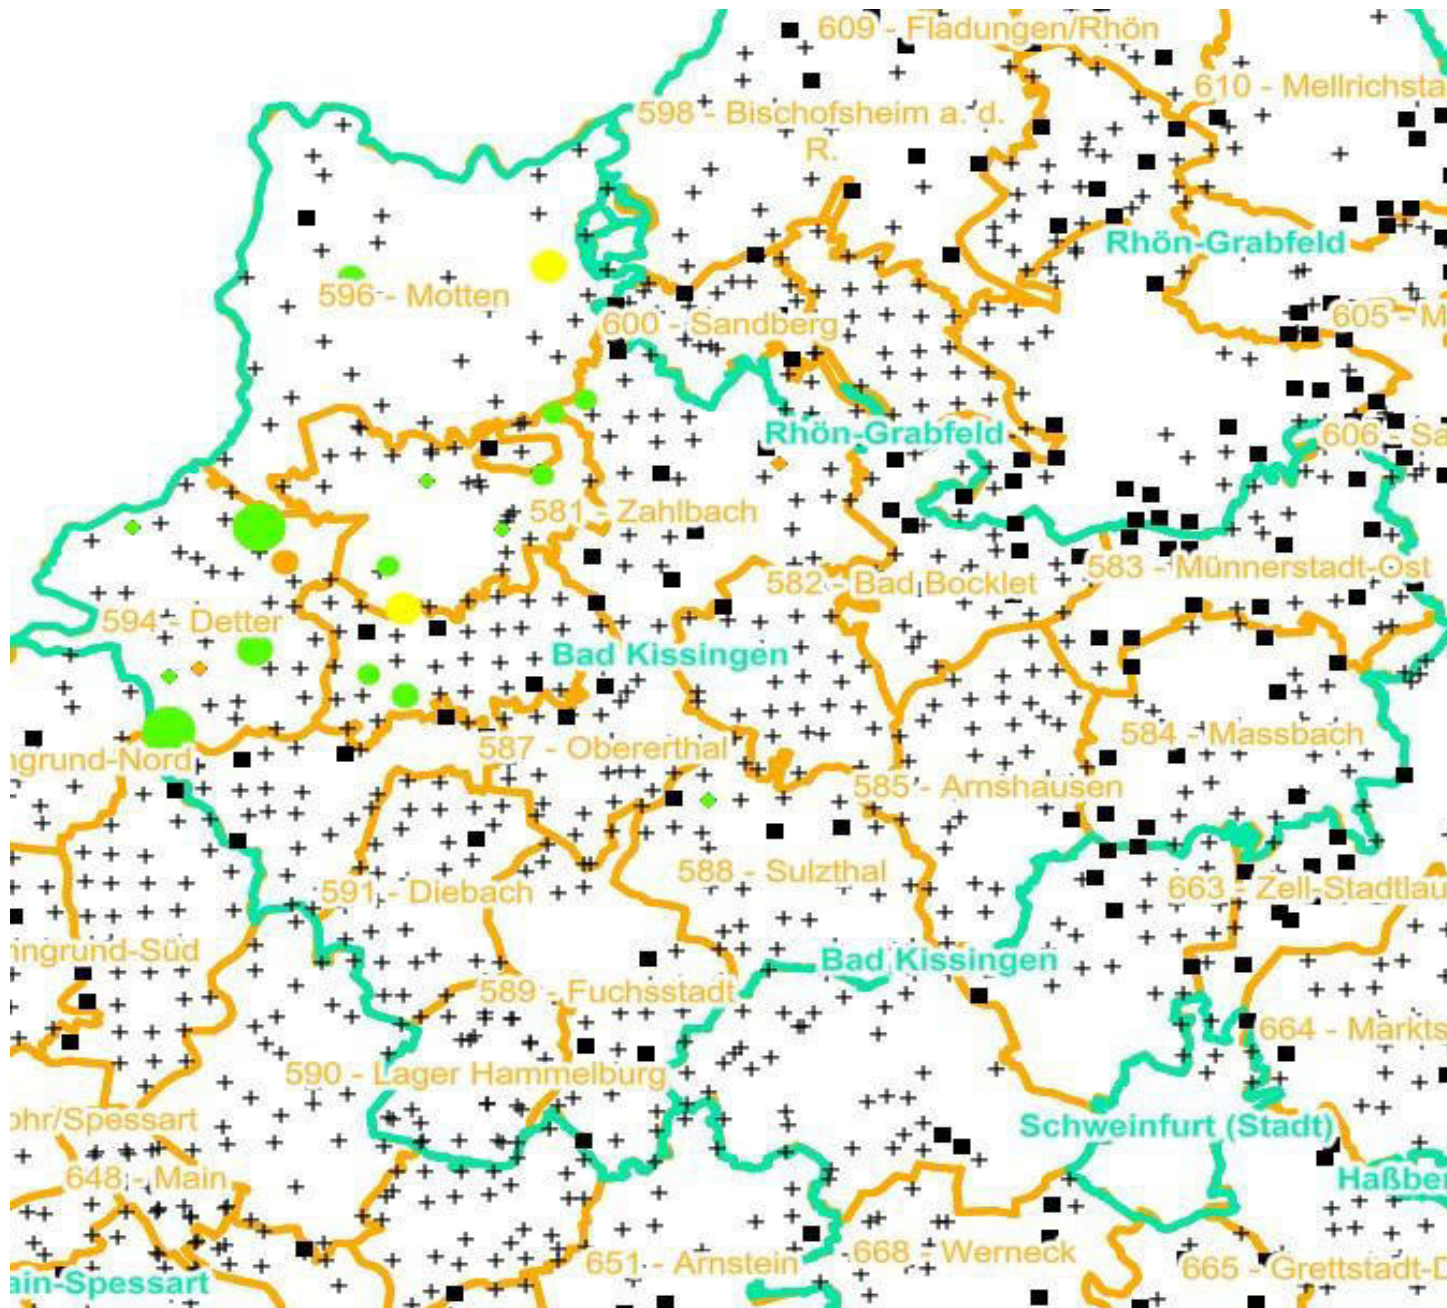 609 - Fladungen/Rhön
610 - Mellrichsta
598 - Bischofsheim a. d.
R.
Rhön-Grabfeld
596 - Motten
600 - Sandberg
605 - M
Rhön-Grabfeld
606 - Sa
581 - Zahlbach
582 - Bad Bocklet
583 - Münnerstadt-Ost
594 - Detter
Bad Kissingen
584 - Massbach
587 - Obererthal
ngrund-Nord
585 - Arnshausen
588 - Sulzthal
591 - Diebach
663 - Zell-Stadtlau
nngrund-Süd
Bad Kissingen
589 - Fuchsstadt
664 - Markts
590 - Lager Hammelburg
ohr/Spessart
Schweinfurt (Stadt)
648 - Main
Haßber
668 - Werneck
651 - Arnstein
665 - Grettstadt-D
ain-Spessart